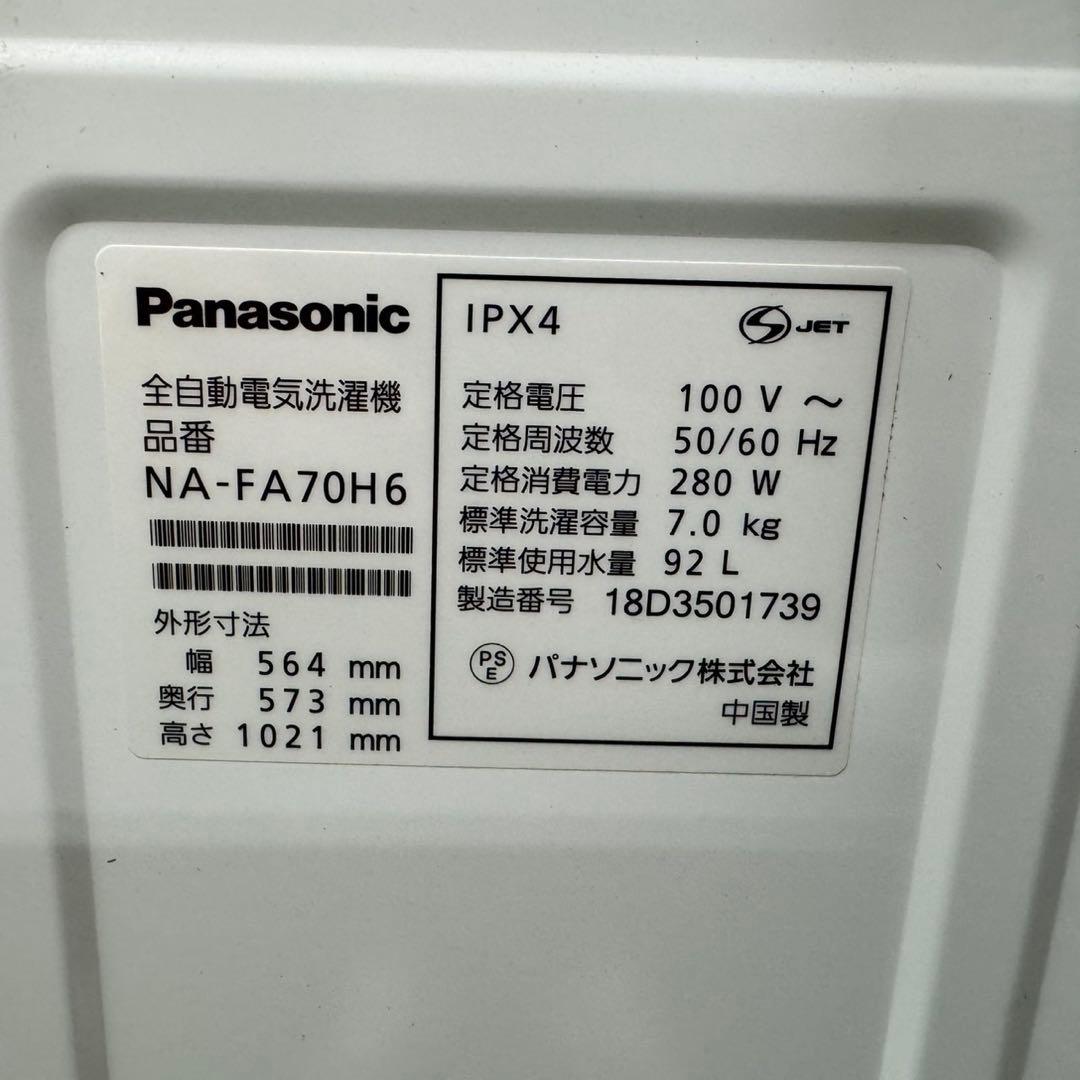 Panasonic
全自動電気洗濯機
品番
NA-FA70H6
外形寸法
幅 564 mm
奥行 573 mm
高さ 1021 mm
IPX4
S JET
定格電圧 100 V ～
定格周波数 50/60 Hz
定格消費電力 280 W
標準洗濯容量 7.0 kg
標準使用水量 92 L
製造番号 18D3501739
PSE パナソニック株式会社
中国製